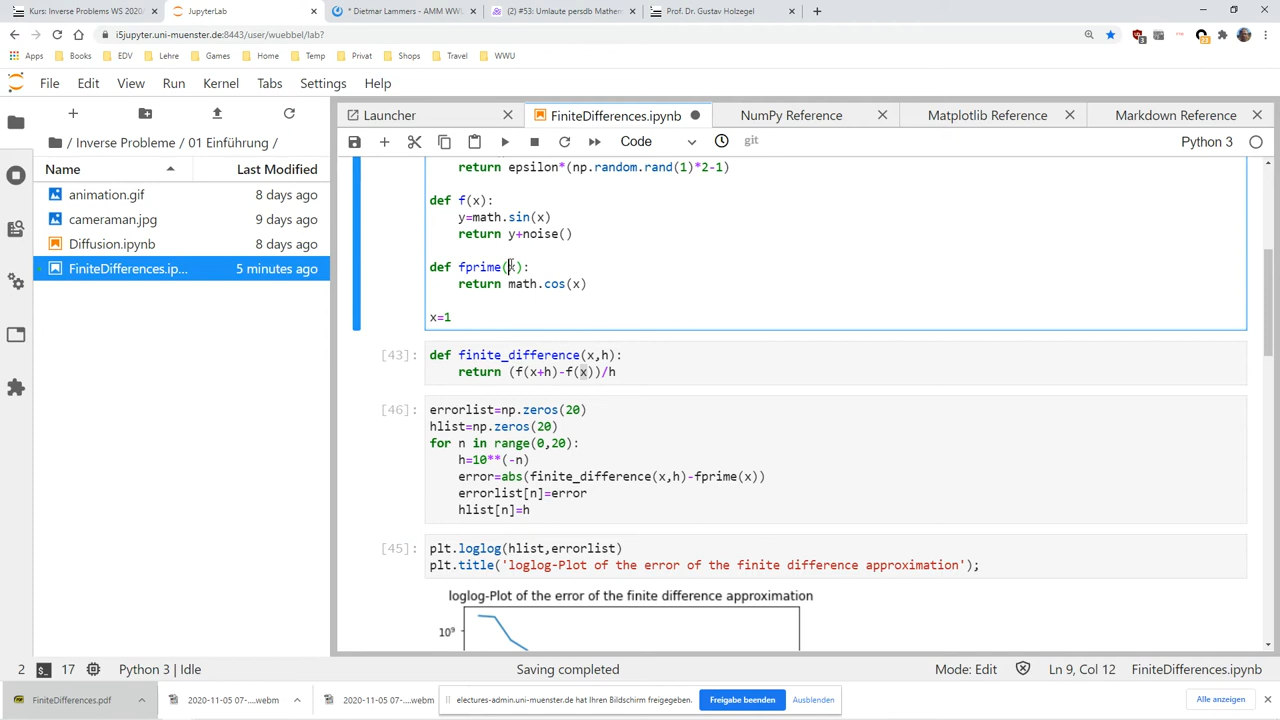 Kurs: Inverse Problems WS 2020/
JupyterLab
* Dietmar Lammers - AMM WW
(2) #53: Umlaute persdb Mathem
Prof. Dr. Gustav Holzegel
i5jupyter.uni-muenster.de:8443/user/wuebbel/lab?
Apps
Books
EDV
Lehre
Games
Home
Temp
Privat
Shops
Travel
WWU
File
Edit
View
Run
Kernel
Tabs
Settings
Help
Launcher
FiniteDifferences.ipynb
NumPy Reference
Matplotlib Reference
Markdown Reference
Code
git
Python 3
/ Inverse Probleme / 01 Einführung /
Name
Last Modified
animation.gif
8 days ago
cameraman.jpg
9 days ago
Diffusion.ipynb
8 days ago
FiniteDifferences.ip...
5 minutes ago
return epsilon*(np.random.rand(1)*2-1)
def f(x):
y=math.sin(x)
return y+noise()
def fprime(x):
return math.cos(x)
x=1
[43]
def finite_difference(x,h):
return (f(x+h)-f(x))/h
[46]
errorlist=np.zeros(20)
hlist=np.zeros(20)
for n in range(0,20):
h=10**(-n)
error=abs(finite_difference(x,h)-fprime(x))
errorlist[n]=error
hlist[n]=h
[45]
plt.loglog(hlist,errorlist)
plt.title('loglog-Plot of the error of the finite difference approximation');
loglog-Plot of the error of the finite difference approximation
10⁹
2
17
Python 3 | Idle
Saving completed
Mode: Edit
Ln 9, Col 12
FiniteDifferences.ipynb
FiniteDifferences.pdf
2020-11-05 07-....webm
2020-11-05 07-....webm
electures-admin.uni-muenster.de hat Ihren Bildschirm freigegeben.
Freigabe beenden
Ausblenden
Alle anzeigen